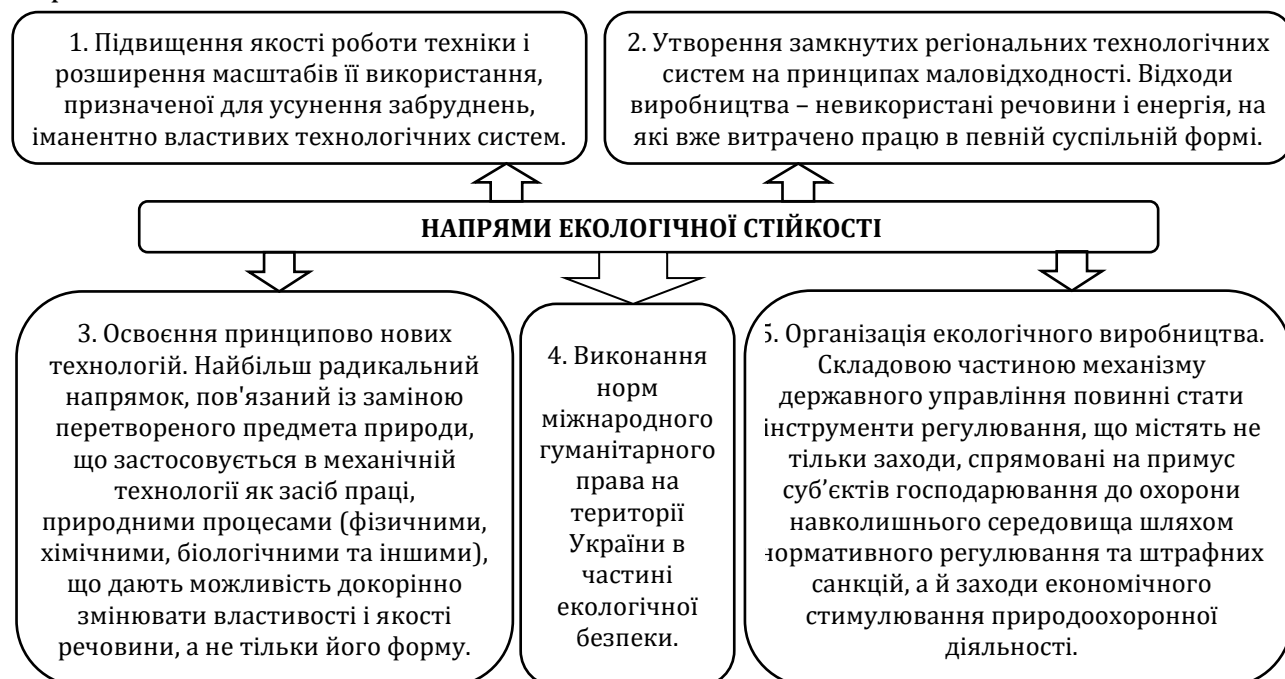 1. Підвищення якості роботи техніки і
розширення масштабів її використання,
призначеної для усунення забруднень,
іманентно властивих технологічних систем.
2. Утворення замкнутих регіональних технологічних
систем на принципах маловідходності. Відходи
виробництва – невикористані речовини і енергія, на
які вже витрачено працю в певній суспільній формі.
НАПРЯМИ ЕКОЛОГІЧНОЇ СТІЙКОСТІ
3. Освоєння принципово нових
технологій. Найбільш радикальний
напрямок, пов'язаний із заміною
перетвореного предмета природи,
що застосовується в механічній
технології як засіб праці,
природними процесами (фізичними,
хімічними, біологічними та іншими),
що дають можливість докорінно
змінювати властивості і якості
речовини, а не тільки його форму.
4. Виконання
норм
міжнародного
гуманітарного
права на
території
України в
частині
екологічної
безпеки.
5. Організація екологічного виробництва.
Складовою частиною механізму
державного управління повинні стати
інструменти регулювання, що містять не
тільки заходи, спрямовані на примус
суб’єктів господарювання до охорони
навколишнього середовища шляхом
нормативного регулювання та штрафних
санкцій, а й заходи економічного
стимулювання природоохоронної
діяльності.